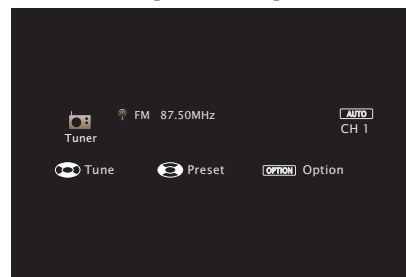 FM 87.50MHz
AUTO
CH 1
Tuner
Tune Preset OPTION Option